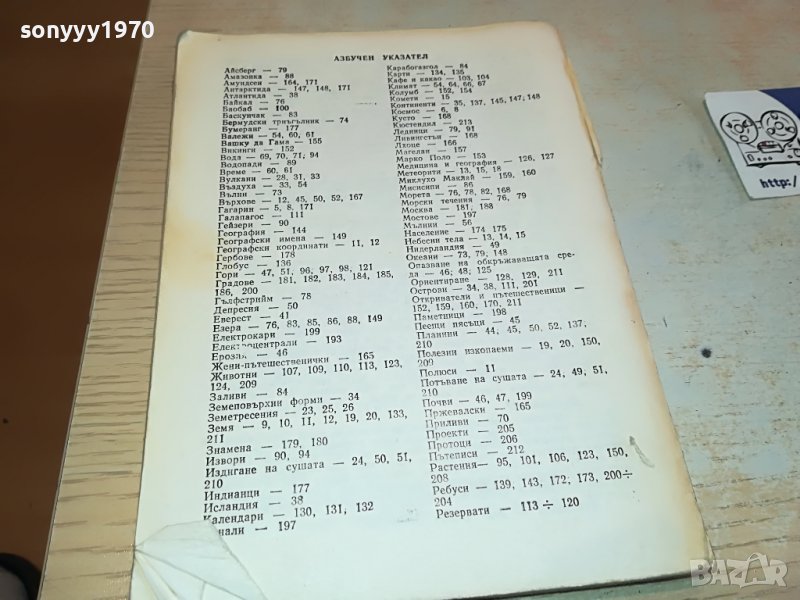 sonyyy1970
АЗБУЧЕН УКАЗАТЕЛ
Айсберг — 79
Амазонка — 88
Амундсен — 164, 171
Антарктида — 147, 148, 171
Атлантида — 38
Байкал — 76
Баобаб — 100
Баскунчак — 83
Бермудски триъгълник — 74
Бумеранг — 177
Валежи — 54, 60, 61
Вашку да Гама — 155
Викинги — 152
Вода — 69, 70, 71, 94
Водопади — 89
Време — 60, 61
Вулкани — 28, 31, 33
Въздуха — 33, 54
Вълни — 73
Върхове — 12, 45, 50, 52, 167
Гагарин — 5, 8, 171
Галапагос — 111
Гейзери — 90
География — 144
Географски имена — 149
Географски координати — 11, 12
Гербове — 178
Глобус — 136
Гори — 47, 51, 96, 97, 98, 121
Градове — 181, 182, 183, 184, 185,
186, 200
Гълфстрийм — 78
Депресия — 50
Еверест — 41
Езера — 76, 83, 85, 86, 88, 149
Електрокари — 199
Електроцентрали — 193
Ерозия — 46
Жени-пътешественички — 165
Животни — 107, 109, 110, 113, 123,
124, 209
Заливи — 84
Земеповърхни форми — 34
Земетресения — 23, 25, 26
Земя — 9, 10, 11, 12, 19, 20, 133,
211
Знамена — 179, 180
Извори — 90, 94
Издигане на сушата — 24, 50, 51,
210
Индианци — 177
Исландия — 38
Календари — 130, 131, 132
нали — 197
Карабогазгол — 84
Карти — 134, 135
Кафе и какао — 103, 104
Климат — 54, 64, 66, 67
Колумб — 152, 154
Комети — 15
Континенти — 35, 137, 145, 147, 148
Космос — 6, 8
Кусто — 168
Кюстендил — 213
Ледници — 79, 91
Ливингстън — 168
Лхоце — 166
Магелан — 157
Марко Поло — 153
Медицина и география — 126, 127
Метеорити — 13, 15, 18
Миклухо Маклай — 159, 160
Мисисипи — 86
Морета — 76, 78, 82, 168
Морски течения — 76, 79
Москва — 181, 188
Мостове — 197
Мълнии — 56
Население — 174 175
Небесни тела — 13, 14, 15
Нидерландия — 49
Океани — 73, 79, 148
Опазване на обкръжаващата сре-
да — 46; 48; 125
Ориентиране — 128, 129, 211
Острови — 34, 38, 111, 201
Откриватели и пътешественици —
152, 159, 160, 170, 211
Паметници — 198
Пеещи пясъци — 45
Планини — 44, 45, 50, 52, 137;
210
Полезни изкопаеми — 19, 20, 150,
209
Полюси — 11
Потъване на сушата — 24, 49, 51,
210
Почви — 46, 47, 199
Пржевалски — 165
Приливи — 70
Проекти — 205
Протоци — 206
Пътеписи — 212
Растения— 95, 101, 106, 123, 150,
208
Ребуси — 139, 143, 172; 173, 200÷
204
Резервати — 113 ÷ 120
http:/
BAZAR